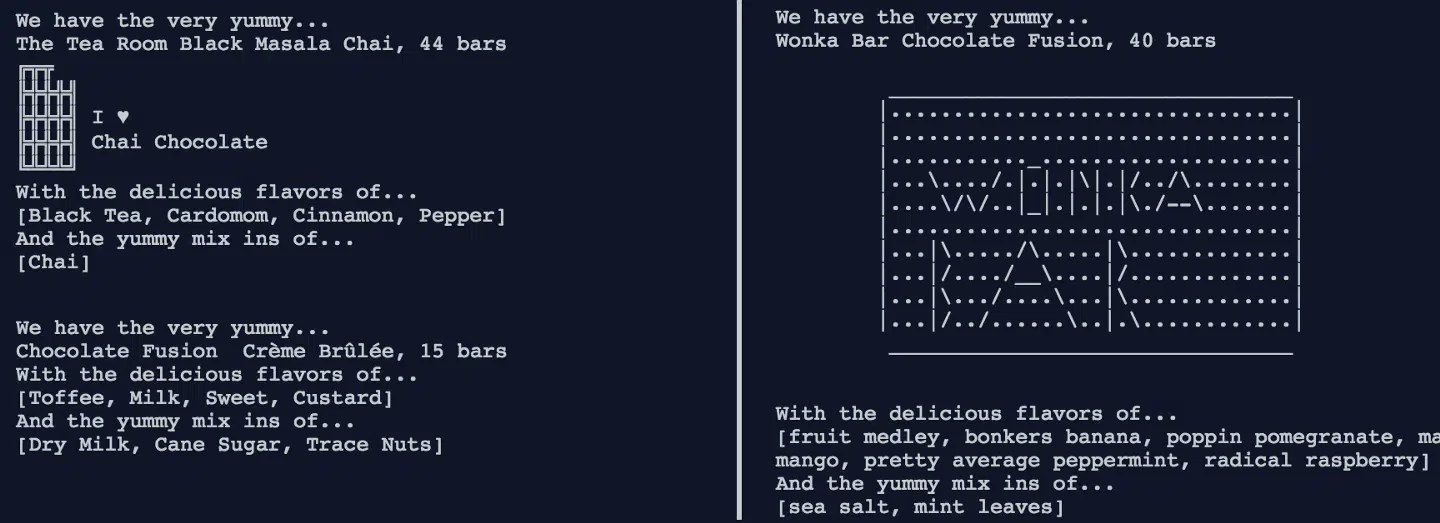 We have the very yummy...
The Tea Room Black Masala Chai, 44 bars
I ♥
Chai Chocolate
With the delicious flavors of...
[Black Tea, Cardomom, Cinnamon, Pepper]
And the yummy mix ins of...
[Chai]
We have the very yummy...
Chocolate Fusion  Crème Brûlée, 15 bars
With the delicious flavors of...
[Toffee, Milk, Sweet, Custard]
And the yummy mix ins of...
[Dry Milk, Cane Sugar, Trace Nuts]
We have the very yummy...
Wonka Bar Chocolate Fusion, 40 bars
With the delicious flavors of...
[fruit medley, bonkers banana, poppin pomegranate,
mango, pretty average peppermint, radical raspberry]
And the yummy mix ins of...
[sea salt, mint leaves]